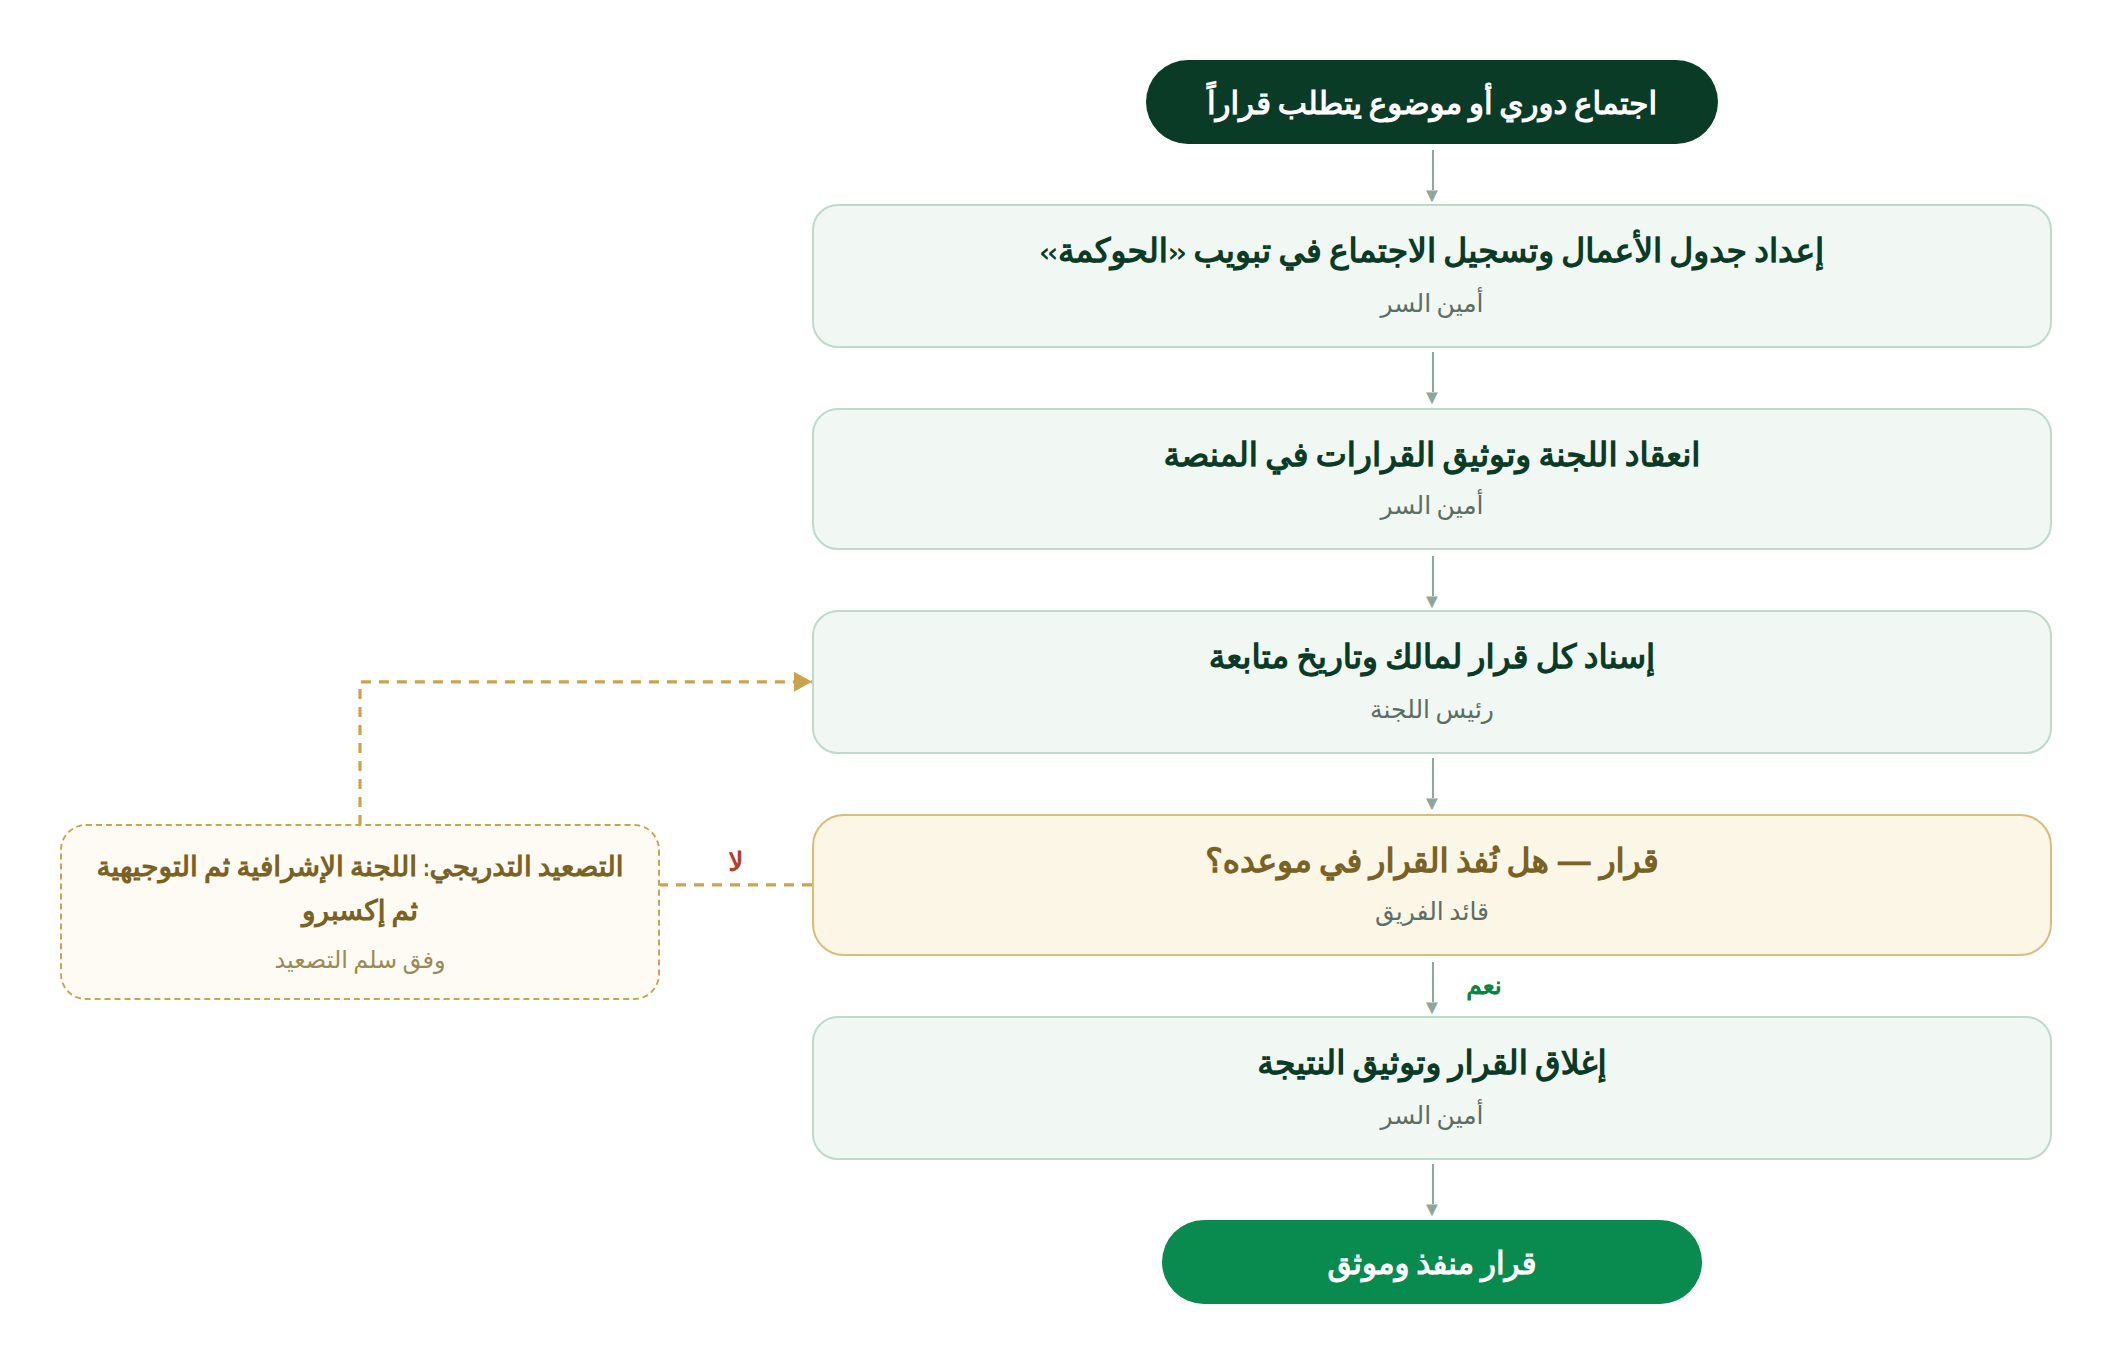 اجتماع دوري أو موضوع يتطلب قراراً
إعداد جدول الأعمال وتسجيل الاجتماع في تبويب «الحوكمة»
أمين السر
انعقاد اللجنة وتوثيق القرارات في المنصة
أمين السر
إسناد كل قرار لمالك وتاريخ متابعة
رئيس اللجنة
قرار — هل نُفذ القرار في موعده؟
قائد الفريق
لا
التصعيد التدريجي: اللجنة الإشرافية ثم التوجيهية
ثم إكسبرو
وفق سلم التصعيد
نعم
إغلاق القرار وتوثيق النتيجة
أمين السر
قرار منفذ وموثق